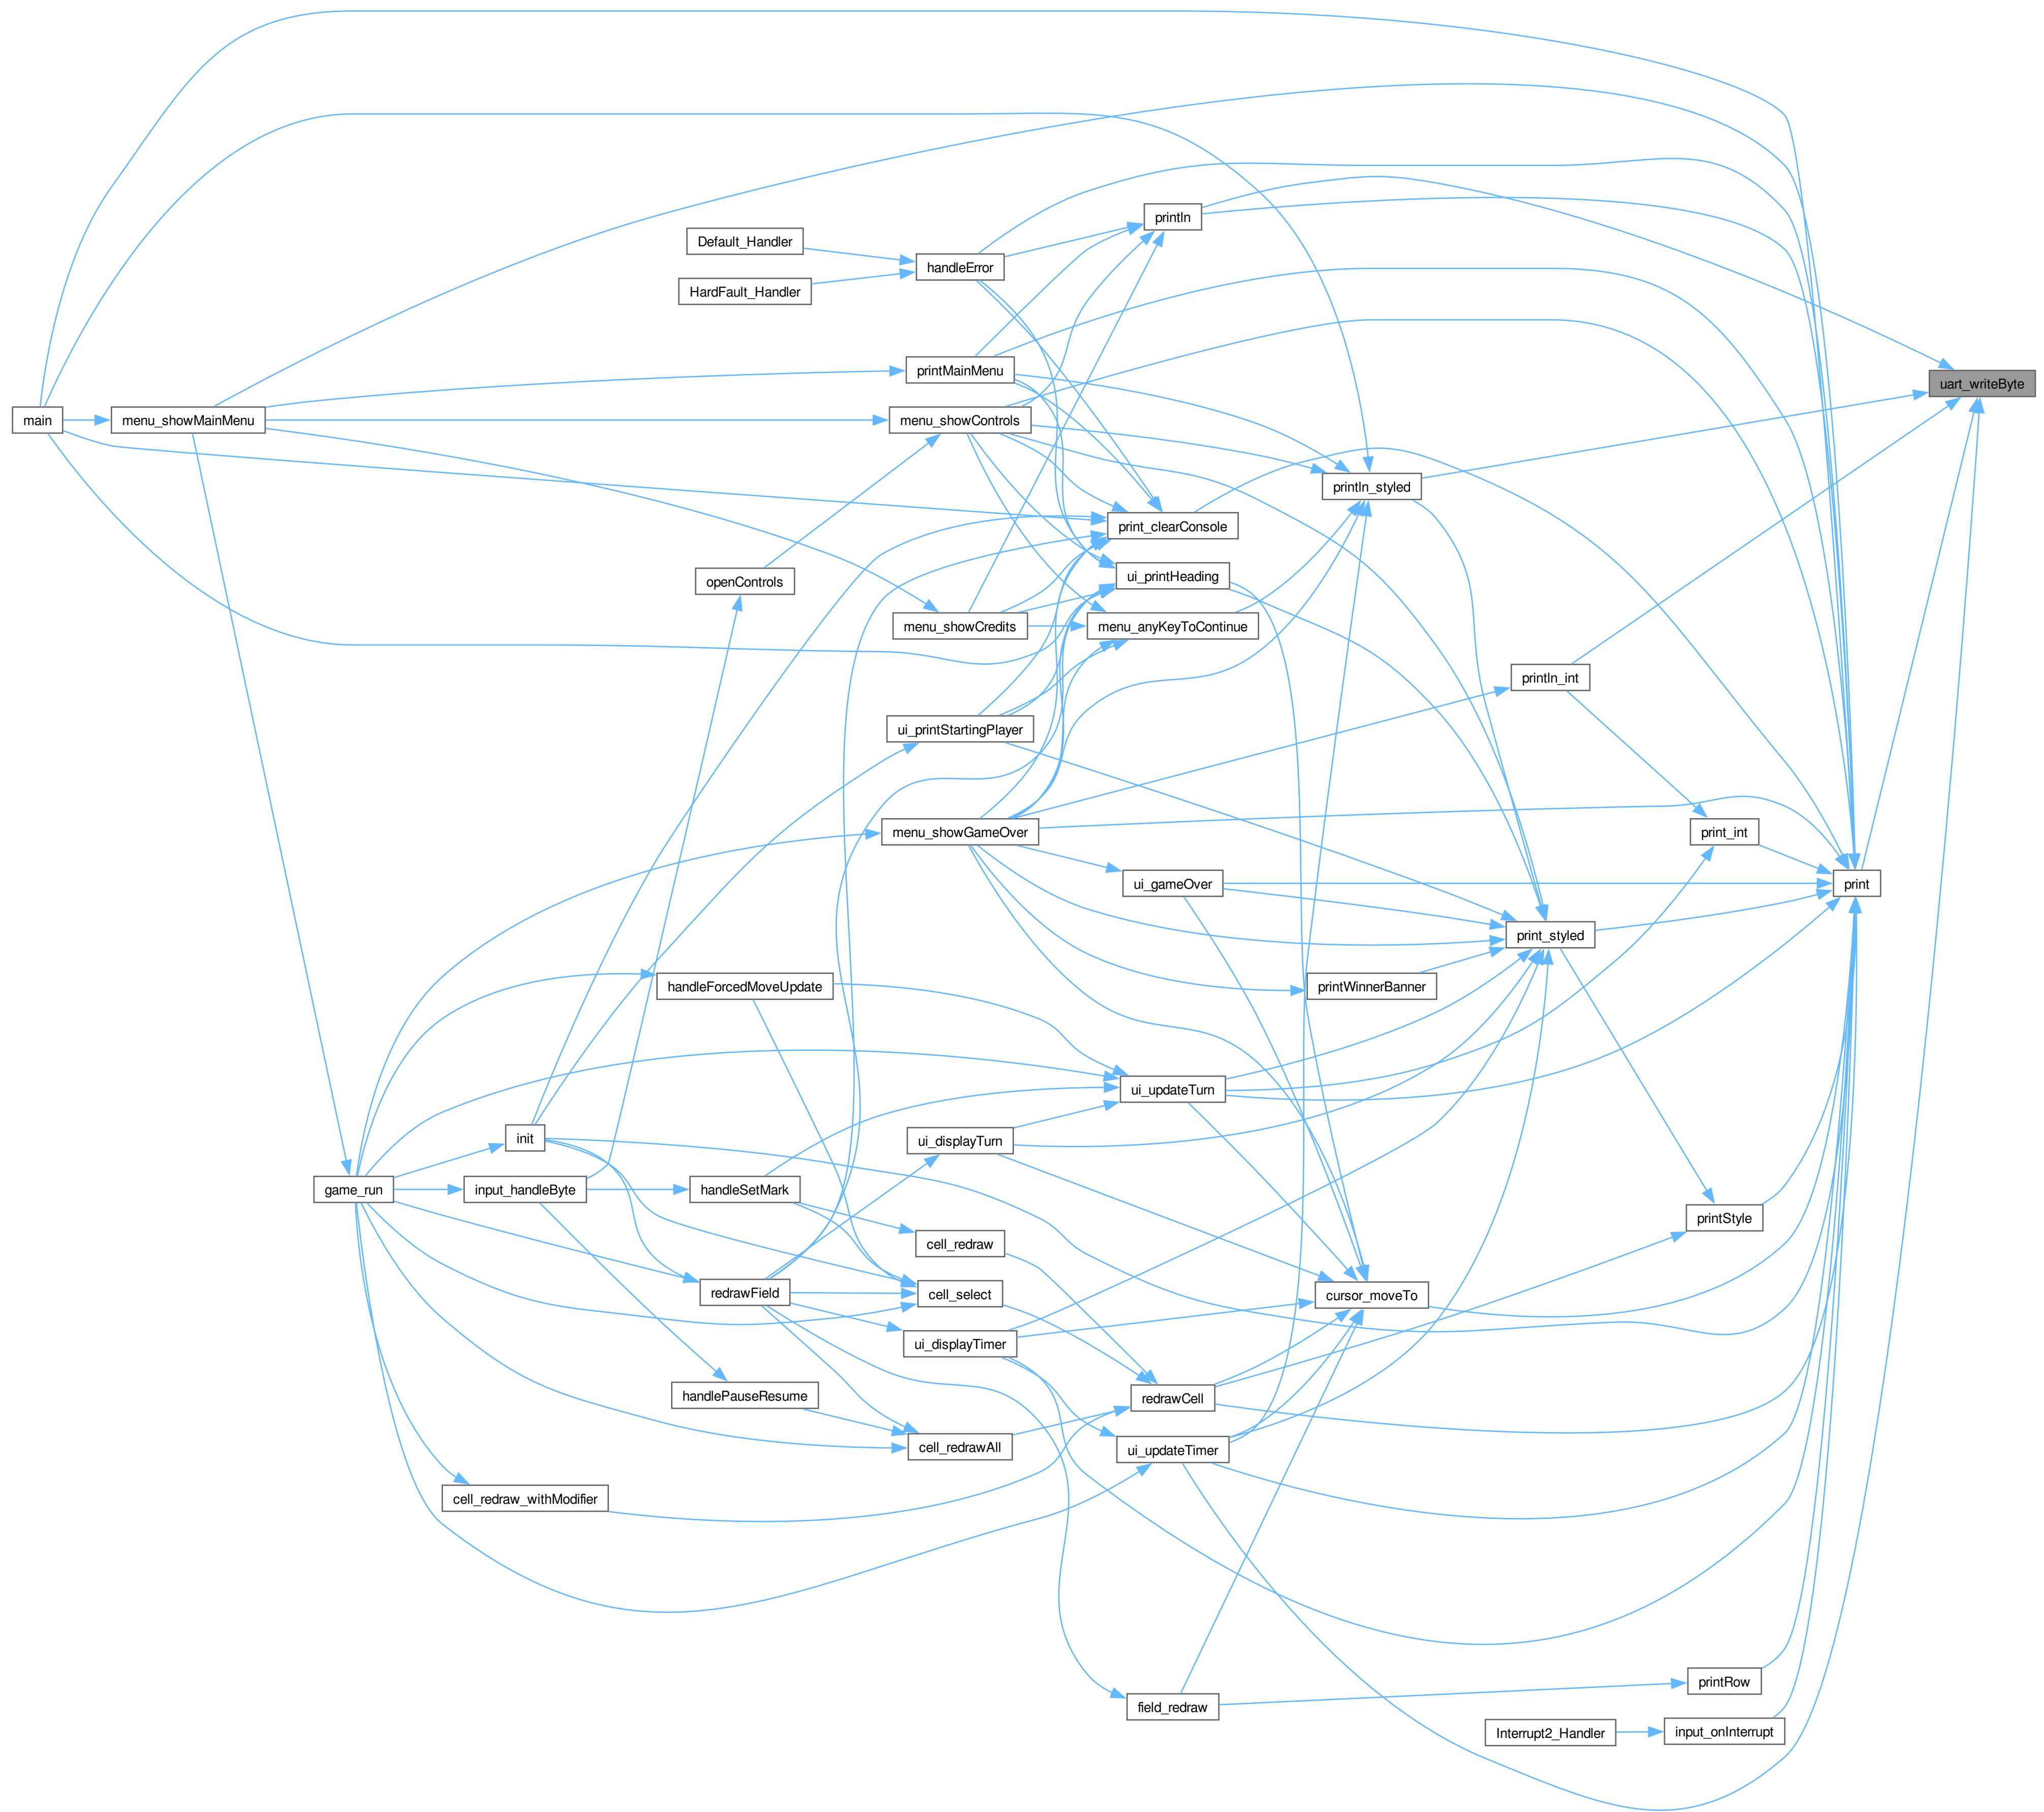 println
Default_Handler
handleError
HardFault_Handler
printMainMenu
uart_writeByte
main
menu_showMainMenu
menu_showControls
println_styled
print_clearConsole
ui_printHeading
openControls
menu_showCredits
menu_anyKeyToContinue
println_int
ui_printStartingPlayer
menu_showGameOver
print_int
ui_gameOver
print
print_styled
handleForcedMoveUpdate
printWinnerBanner
ui_updateTurn
init
ui_displayTurn
game_run
input_handleByte
handleSetMark
printStyle
cell_redraw
redrawField
cell_select
cursor_moveTo
ui_displayTimer
handlePauseResume
redrawCell
cell_redrawAll
ui_updateTimer
cell_redraw_withModifier
printRow
field_redraw
Interrupt2_Handler
input_onInterrupt